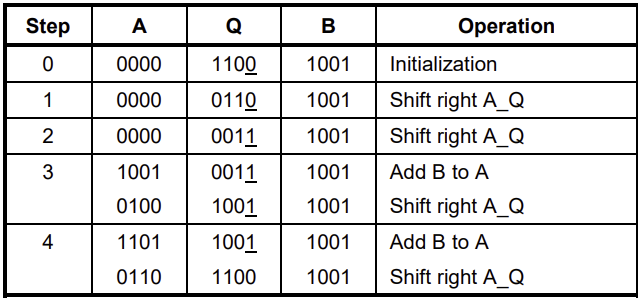 Step A Q B Operation
0 0000 1100 1001 Initialization
1 0000 0110 1001 Shift right A_Q
2 0000 0011 1001 Shift right A_Q
3 1001 0011 1001 Add B to A
0100 1001 1001 Shift right A_Q
4 1101 1001 1001 Add B to A
0110 1100 1001 Shift right A_Q